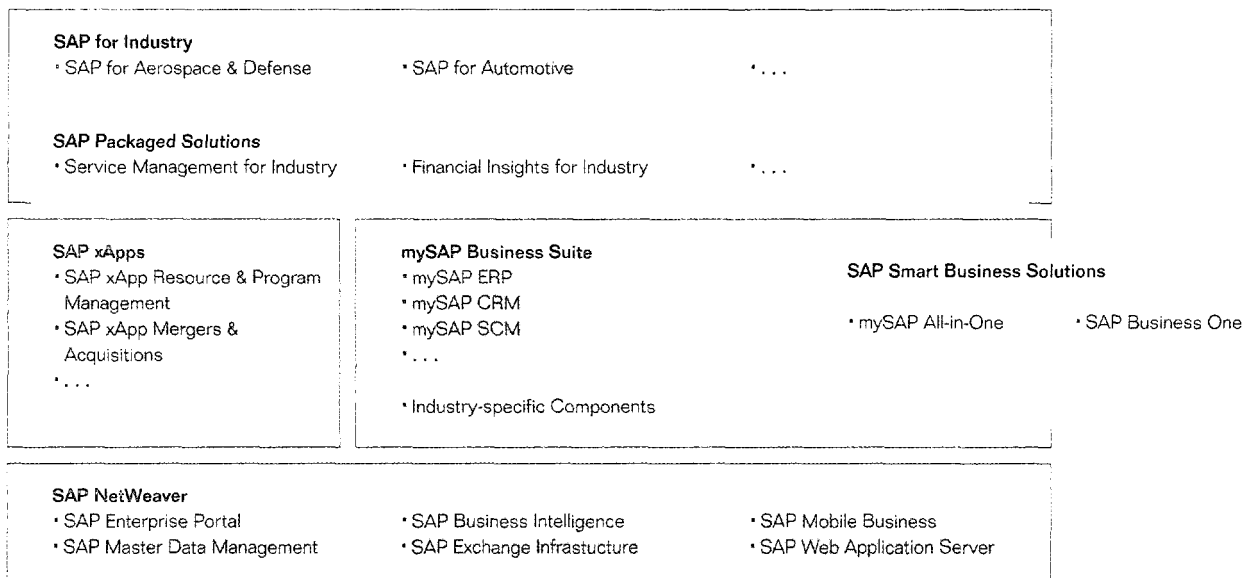 SAP for Industry
• SAP for Aerospace & Defense • SAP for Automotive • . . .
SAP Packaged Solutions
• Service Management for Industry • Financial Insights for Industry • . . .
SAP xApps
• SAP xApp Resource & Program
Management
• SAP xApp Mergers &
Acquisitions
• . . .
mySAP Business Suite
• mySAP ERP
• mySAP CRM
• mySAP SCM
• . . .
• Industry-specific Components
SAP Smart Business Solutions
• mySAP All-in-One • SAP Business One
SAP NetWeaver
• SAP Enterprise Portal • SAP Business Intelligence • SAP Mobile Business
• SAP Master Data Management • SAP Exchange Infrastucture • SAP Web Application Server